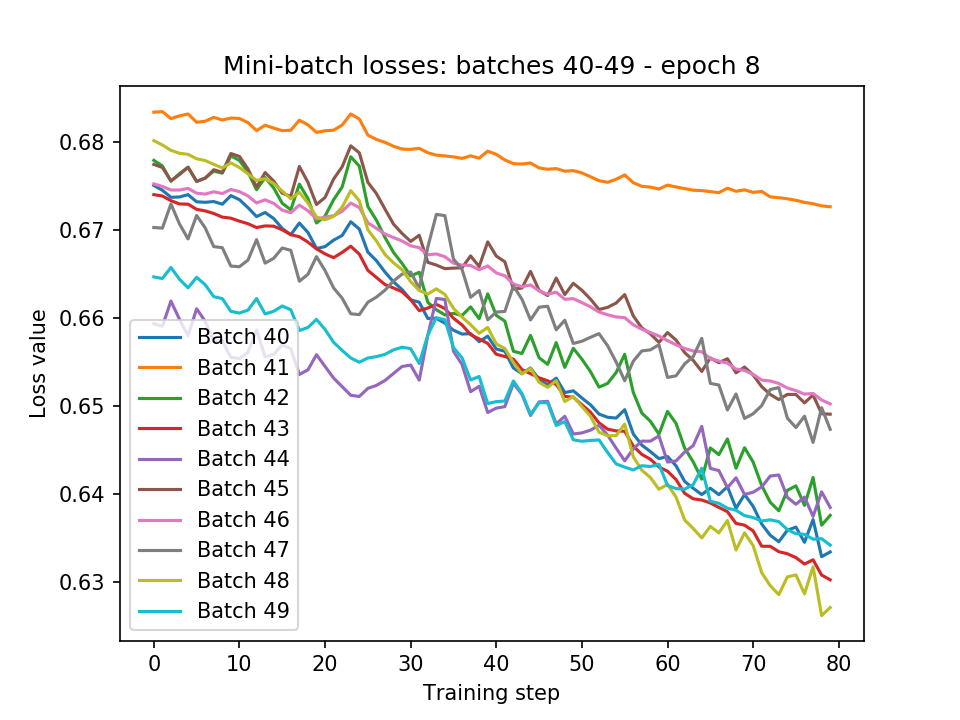 Mini-batch losses: batches 40-49 - epoch 8
Loss value
0.68
0.67
0.66
0.65
0.64
0.63
Batch 40
Batch 41
Batch 42
Batch 43
Batch 44
Batch 45
Batch 46
Batch 47
Batch 48
Batch 49
0 10 20 30 40 50 60 70 80
Training step